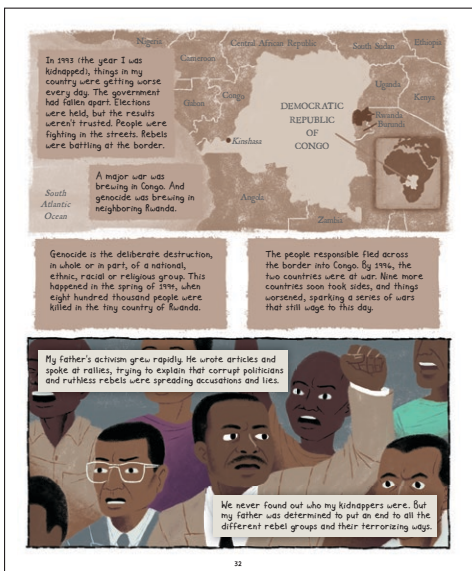 Nigeria
Central African Republic
South Sudan
Ethiopia
Cameroon
In 1993 (the year I was
kidnapped), things in my
country were getting worse
every day. The government
had fallen apart. Elections
were held, but the results
weren't trusted. People were
fighting in the streets. Rebels
were battling at the border.
Gabon
Congo
Uganda
Kenya
DEMOCRATIC
REPUBLIC
OF
CONGO
Rwanda
Burundi
Kinshasa
A major war was
brewing in Congo. And
genocide was brewing in
neighboring Rwanda.
South
Atlantic
Ocean
Angola
Zambia
Genocide is the deliberate destruction,
in whole or in part, of a national,
ethnic, racial or religious group. This
happened in the spring of 1994, when
eight hundred thousand people were
killed in the tiny country of Rwanda.
The people responsible fled across
the border into Congo. By 1996, the
two countries were at war. Nine more
countries soon took sides, and things
worsened, sparking a series of wars
that still wage to this day.
My father's activism grew rapidly. He wrote articles and
spoke at rallies, trying to explain that corrupt politicians
and ruthless rebels were spreading accusations and lies.
We never found out who my kidnappers were. But
my father was determined to put an end to all the
different rebel groups and their terrorizing ways.
32